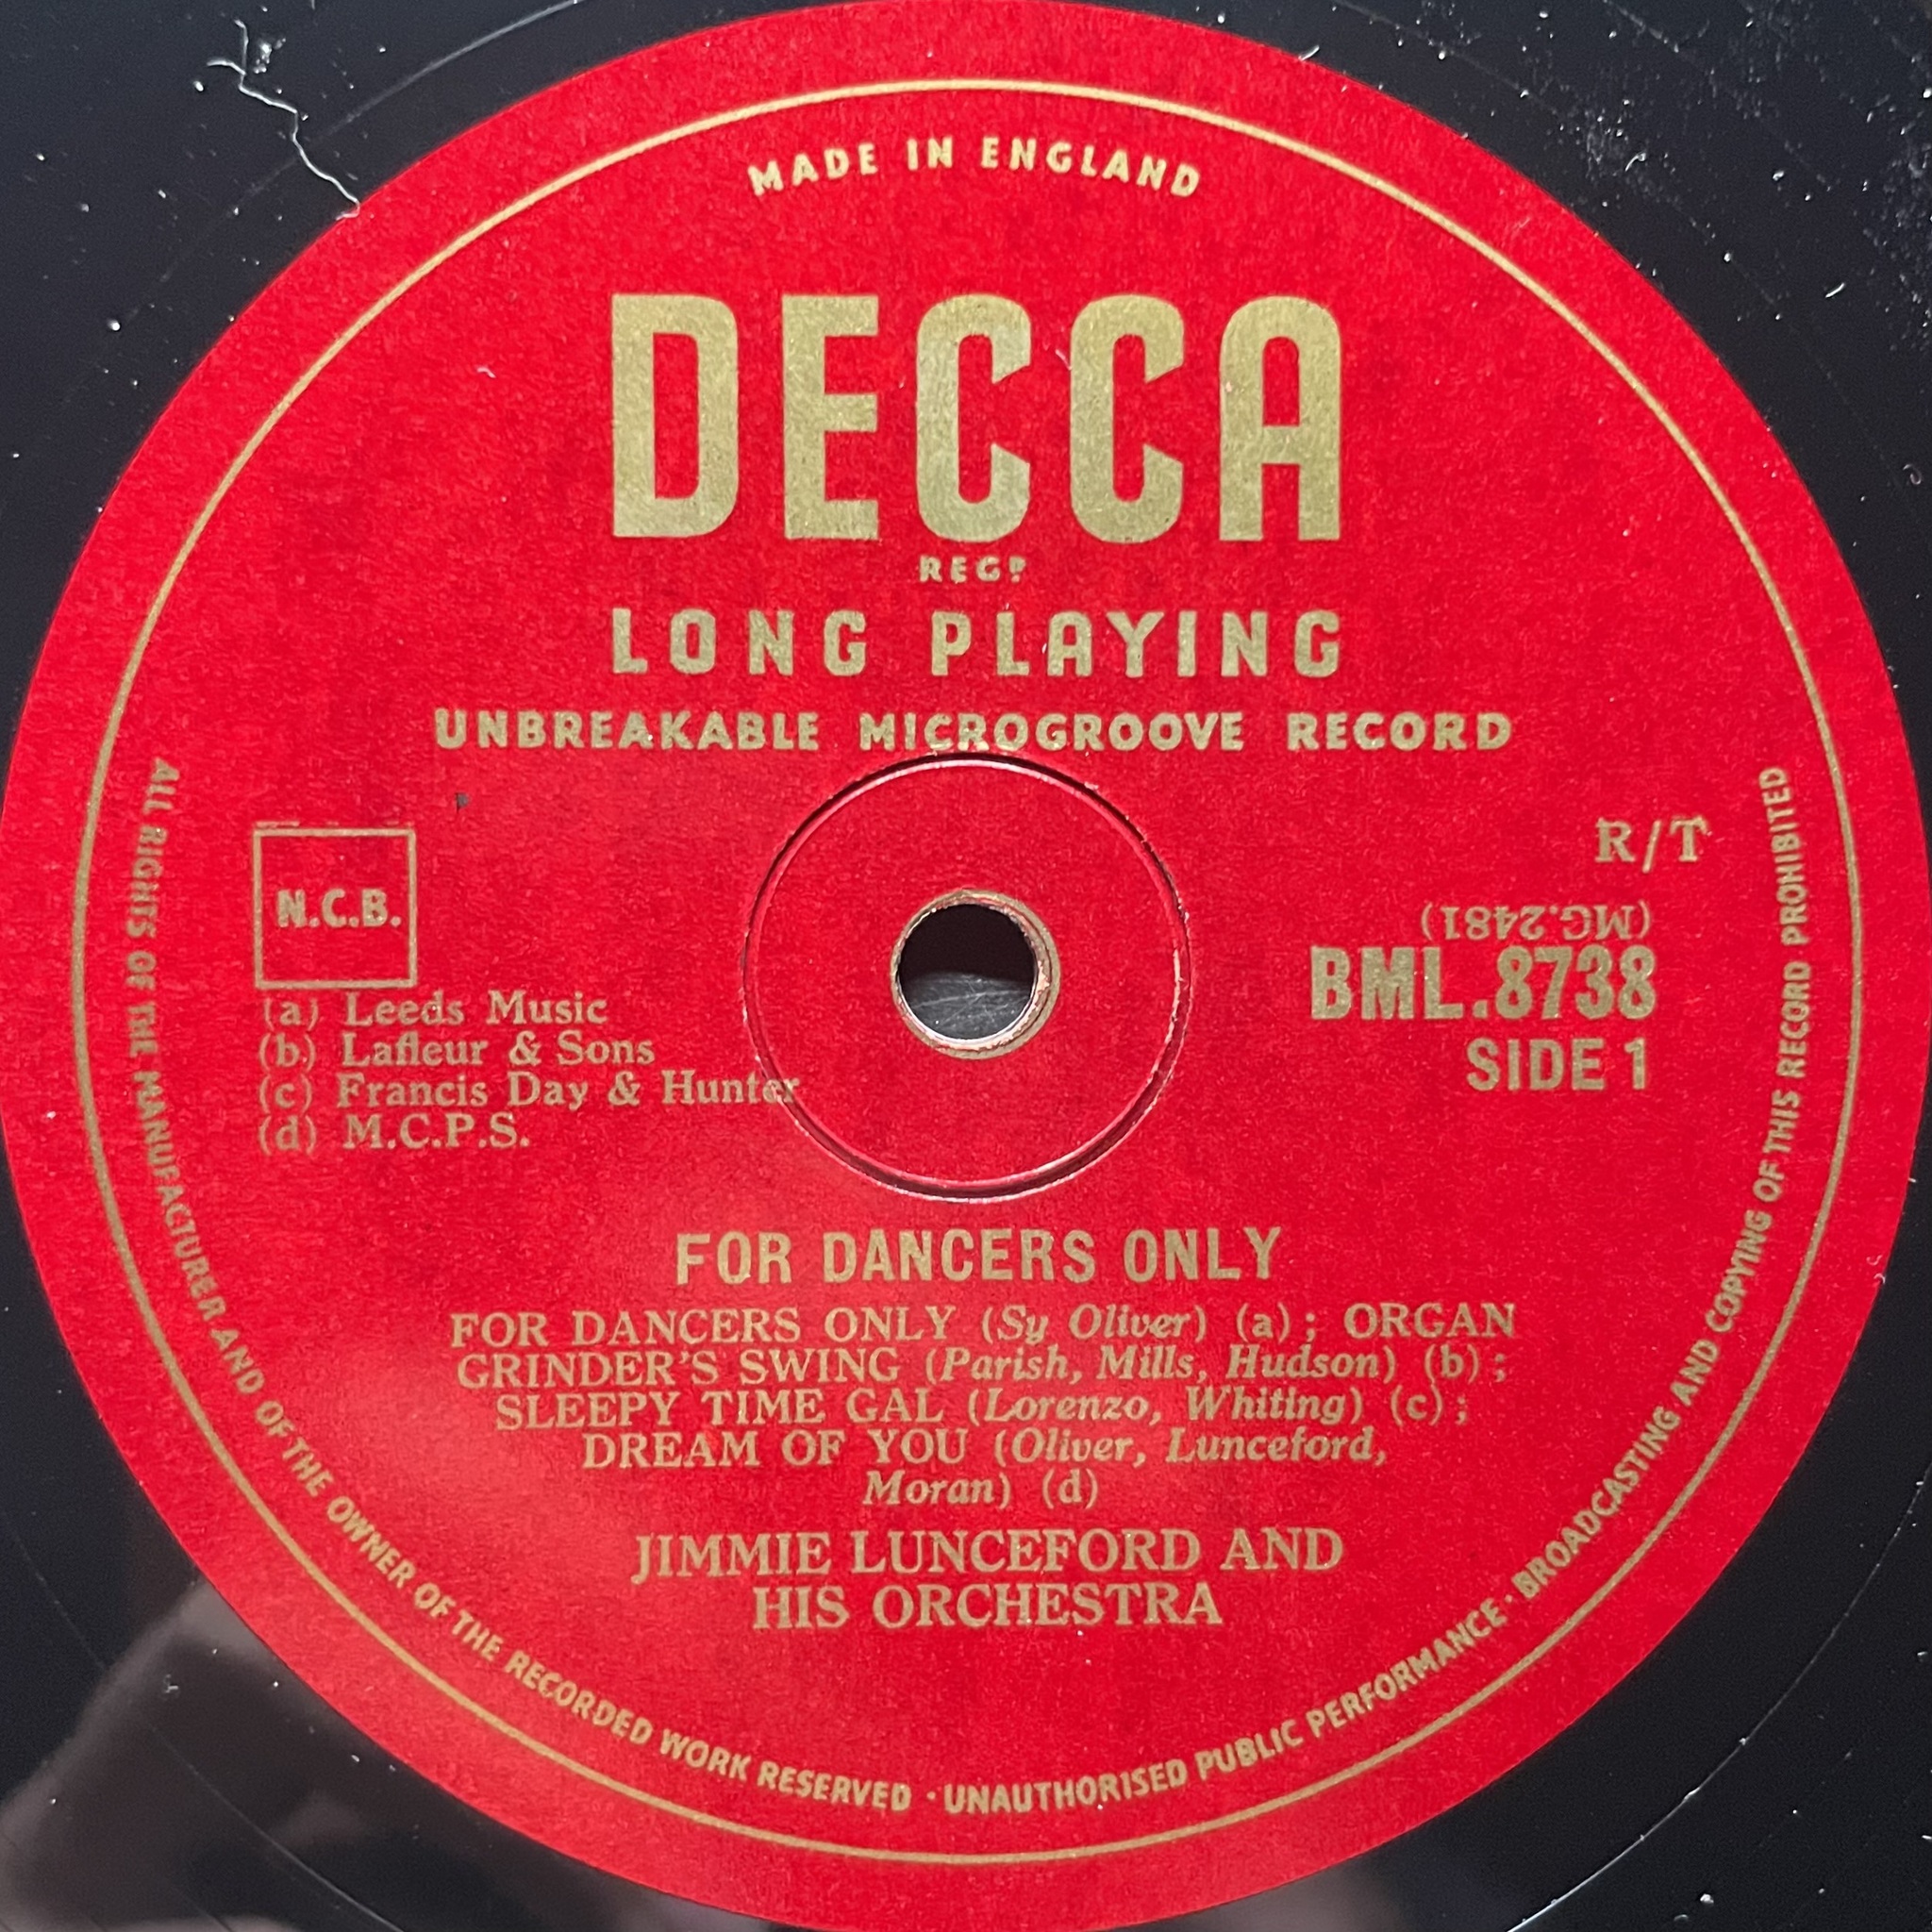 MADE IN ENGLAND
DECCA
REGD
LONG PLAYING
UNBREAKABLE MICROGROOVE RECORD
N.C.B.
(a) Leeds Music
(b) Lafleur & Sons
(c) Francis Day & Hunter
(d) M.C.P.S.
R/T
(MG.2481)
BML.8738
SIDE 1
FOR DANCERS ONLY
FOR DANCERS ONLY (Sy Oliver) (a); ORGAN
GRINDER'S SWING (Parish, Mills, Hudson) (b);
SLEEPY TIME GAL (Lorenzo, Whiting) (c);
DREAM OF YOU (Oliver, Lunceford,
Moran) (d)
JIMMIE LUNCEFORD AND
HIS ORCHESTRA
ALL RIGHTS OF THE MANUFACTURER AND OF THE OWNER OF THE RECORDED WORK RESERVED · UNAUTHORISED PUBLIC PERFORMANCE · BROADCASTING AND COPYING OF THIS RECORD PROHIBITED